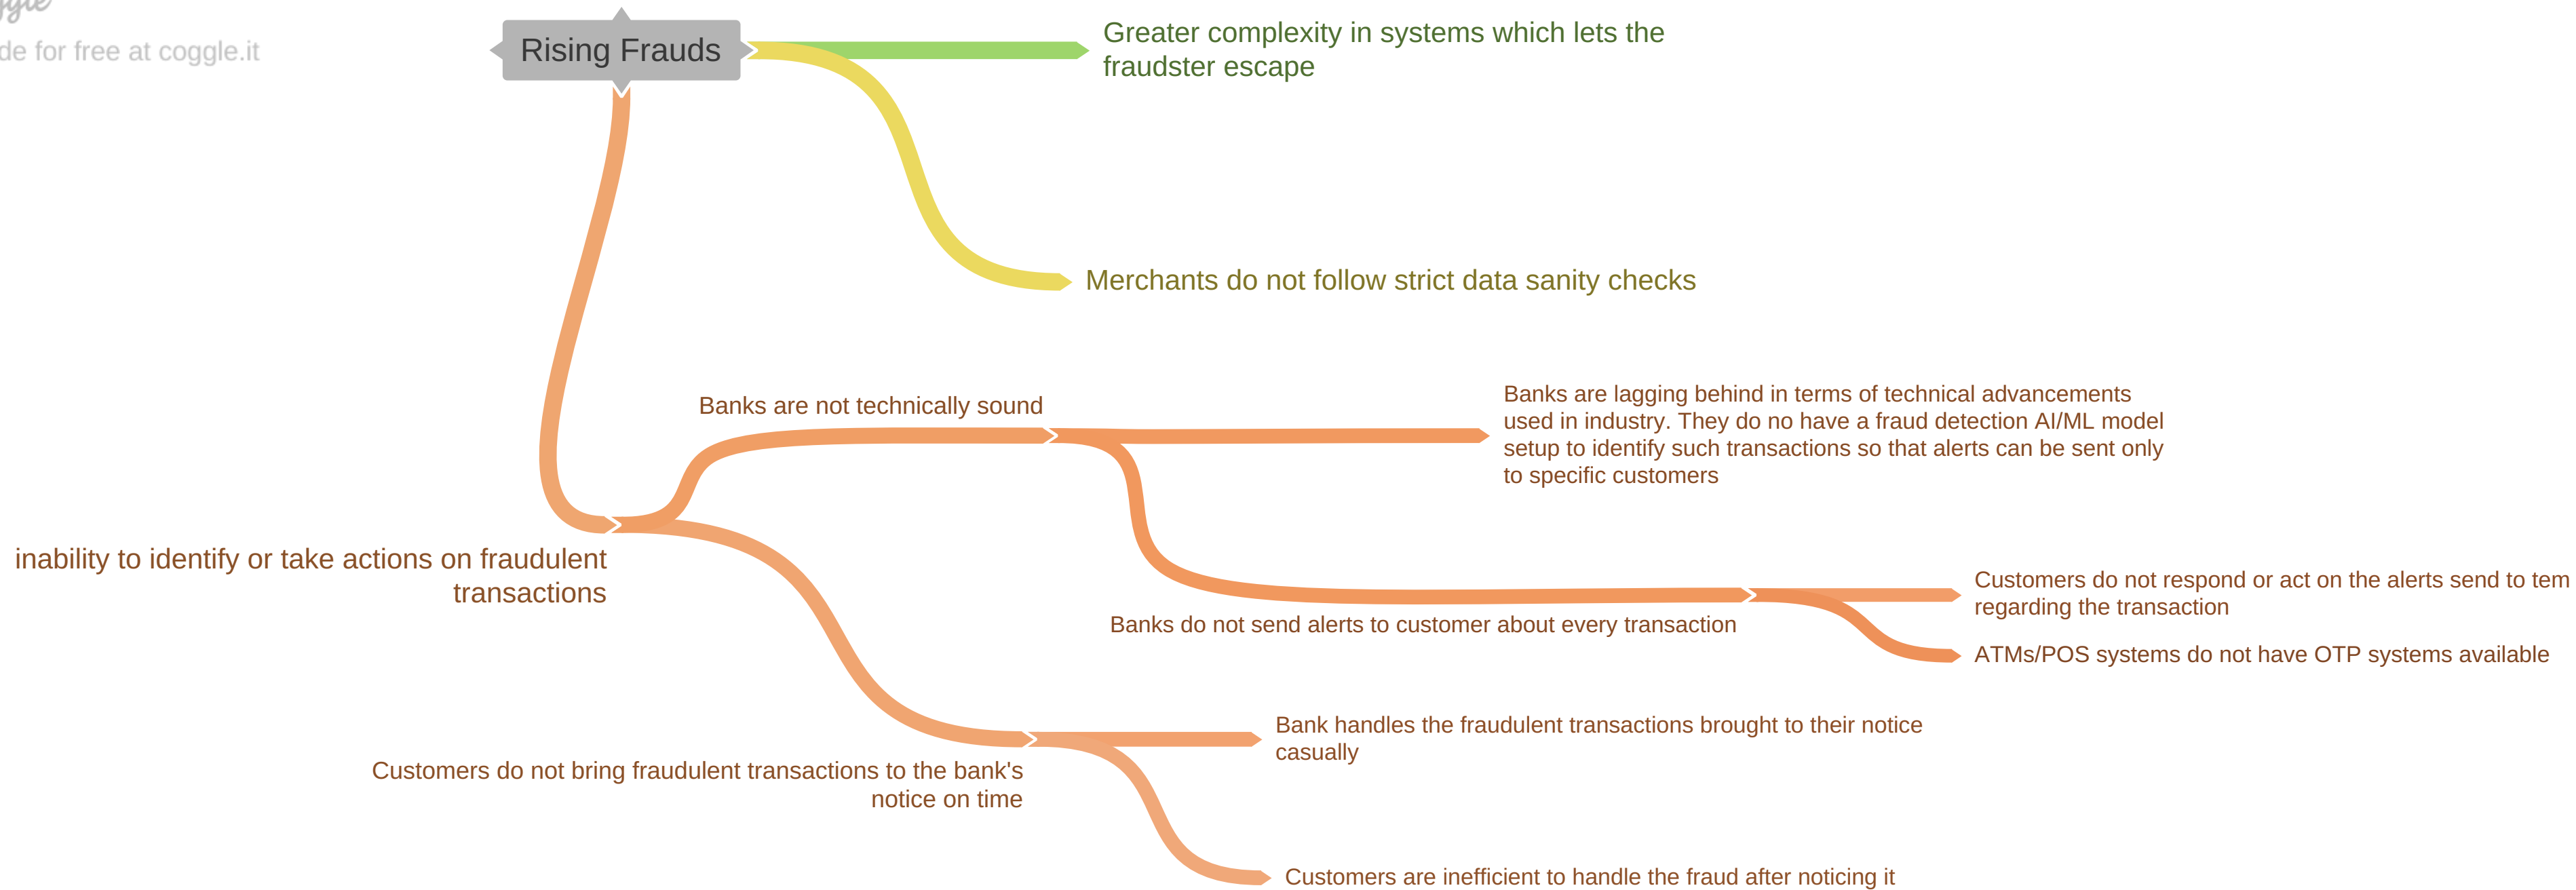 de for free at coggle.it
Rising Frauds
Greater complexity in systems which lets the
fraudster escape
Merchants do not follow strict data sanity checks
Banks are not technically sound
Banks are lagging behind in terms of technical advancements
used in industry. They do no have a fraud detection AI/ML model
setup to identify such transactions so that alerts can be sent only
to specific customers
inability to identify or take actions on fraudulent
transactions
Banks do not send alerts to customer about every transaction
Customers do not respond or act on the alerts send to tem
regarding the transaction
ATMs/POS systems do not have OTP systems available
Customers do not bring fraudulent transactions to the bank's
notice on time
Bank handles the fraudulent transactions brought to their notice
casually
Customers are inefficient to handle the fraud after noticing it